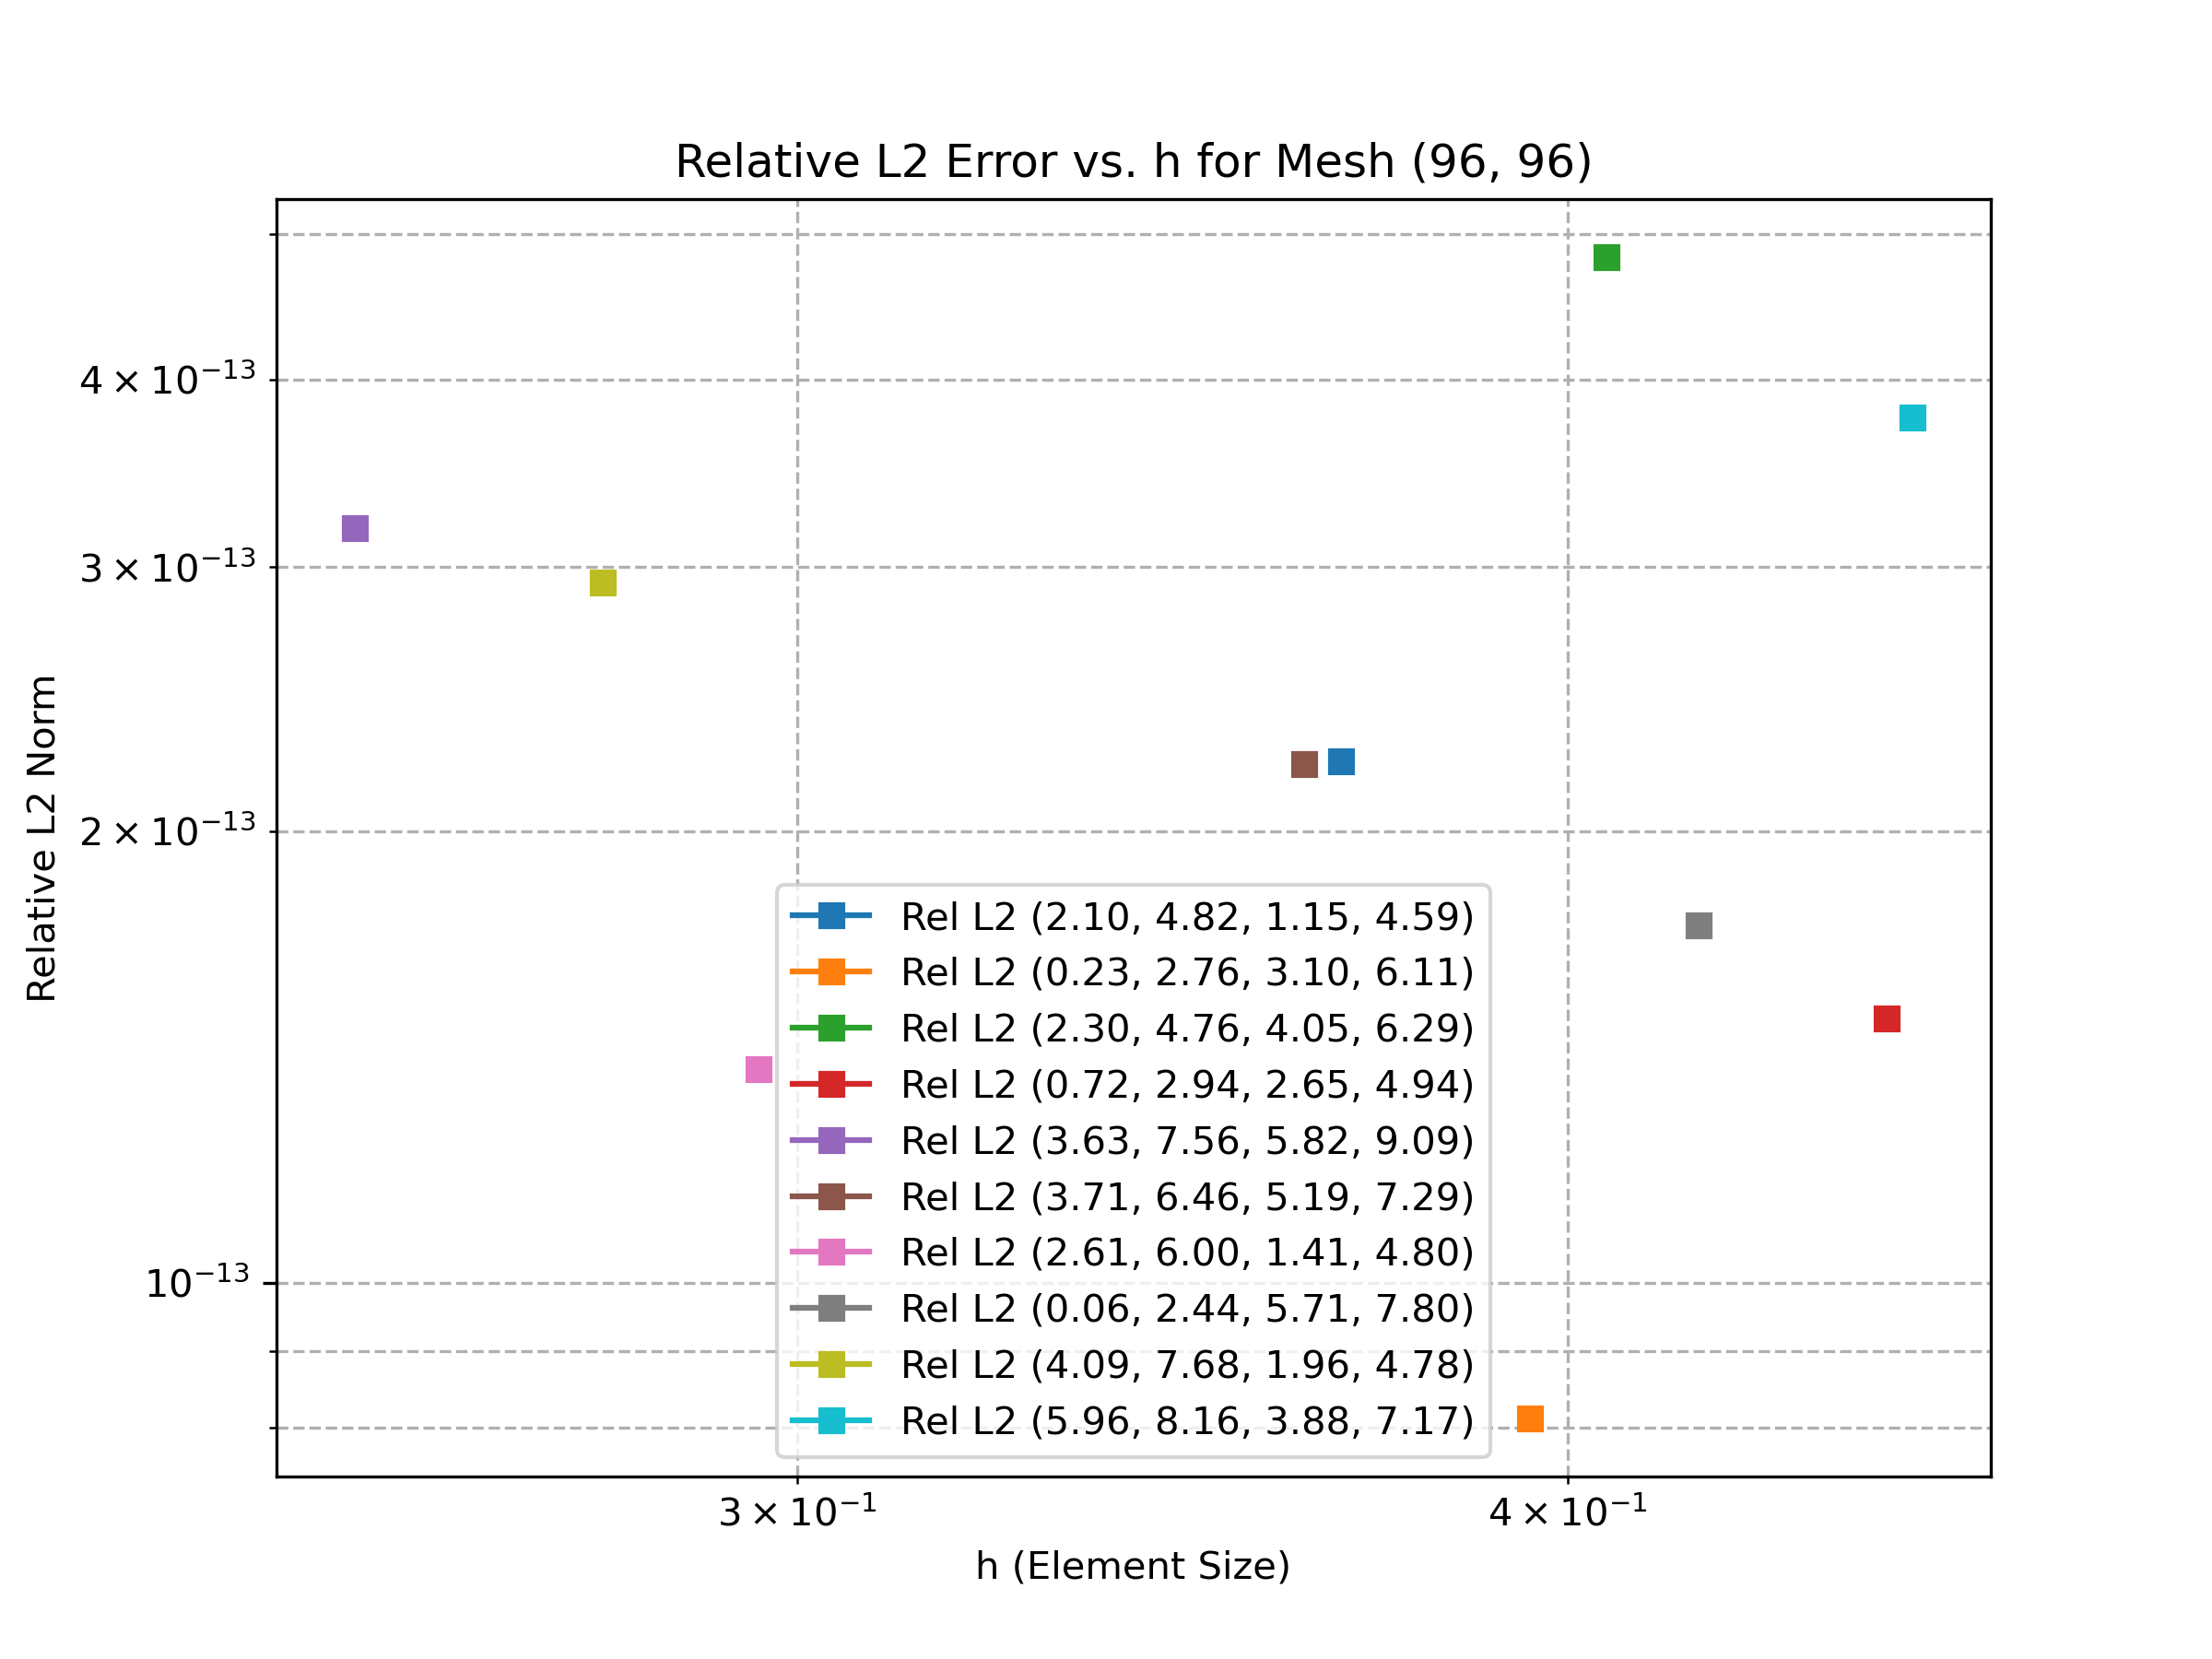 Relative L2 Error vs. h for Mesh (96, 96)
4 × 10⁻¹³
3 × 10⁻¹³
2 × 10⁻¹³
10⁻¹³
Relative L2 Norm
Rel L2 (2.10, 4.82, 1.15, 4.59)
Rel L2 (0.23, 2.76, 3.10, 6.11)
Rel L2 (2.30, 4.76, 4.05, 6.29)
Rel L2 (0.72, 2.94, 2.65, 4.94)
Rel L2 (3.63, 7.56, 5.82, 9.09)
Rel L2 (3.71, 6.46, 5.19, 7.29)
Rel L2 (2.61, 6.00, 1.41, 4.80)
Rel L2 (0.06, 2.44, 5.71, 7.80)
Rel L2 (4.09, 7.68, 1.96, 4.78)
Rel L2 (5.96, 8.16, 3.88, 7.17)
3 × 10⁻¹ 4 × 10⁻¹
h (Element Size)